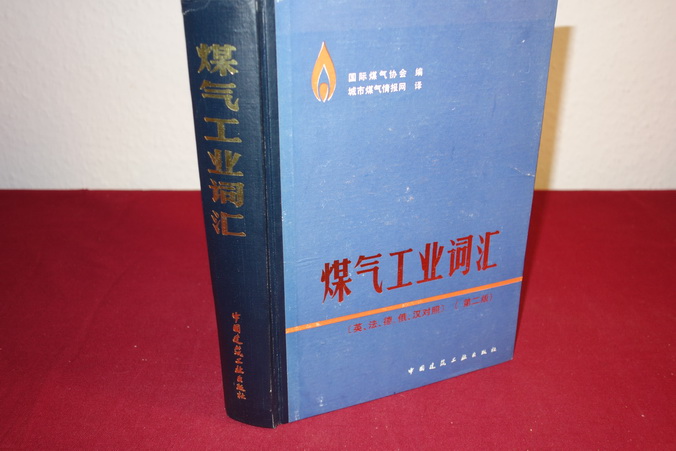 煤气工业词汇
中国建筑工业出版社
国际煤气协会 编
城市煤气情报网 译
煤气工业词汇
(英、法、德、俄、汉对照) (第二版)
中国建筑工业出版社